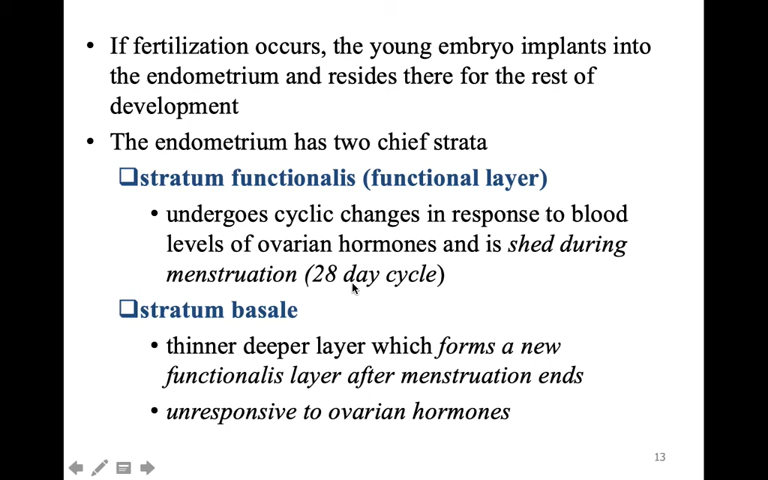 • If fertilization occurs, the young embryo implants into
the endometrium and resides there for the rest of
development
• The endometrium has two chief strata
❑stratum functionalis (functional layer)
• undergoes cyclic changes in response to blood
levels of ovarian hormones and is shed during
menstruation (28 day cycle)
❑stratum basale
• thinner deeper layer which forms a new
functionalis layer after menstruation ends
• unresponsive to ovarian hormones
13